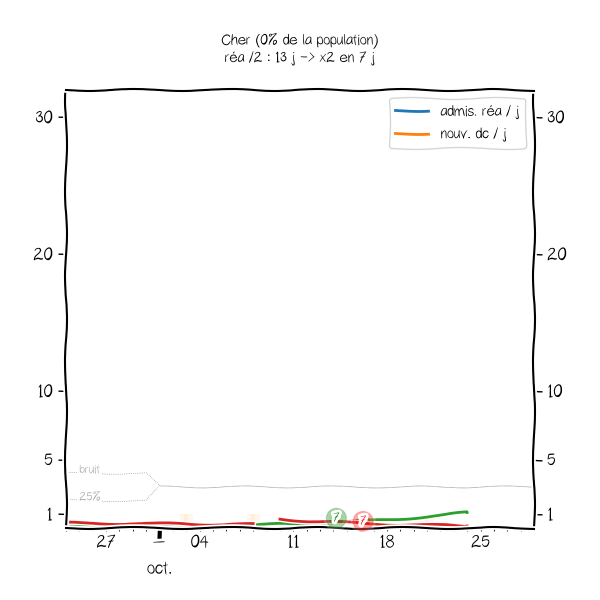 Cher (0% de la population)
réa /2 : 13 j -> x2 en 7 j
admis. réa / j
nouv. dc / j
30 30
20 20
10 10
5 5
bruit
25%
1 1
7 7
27 04 11 18 25
oct.